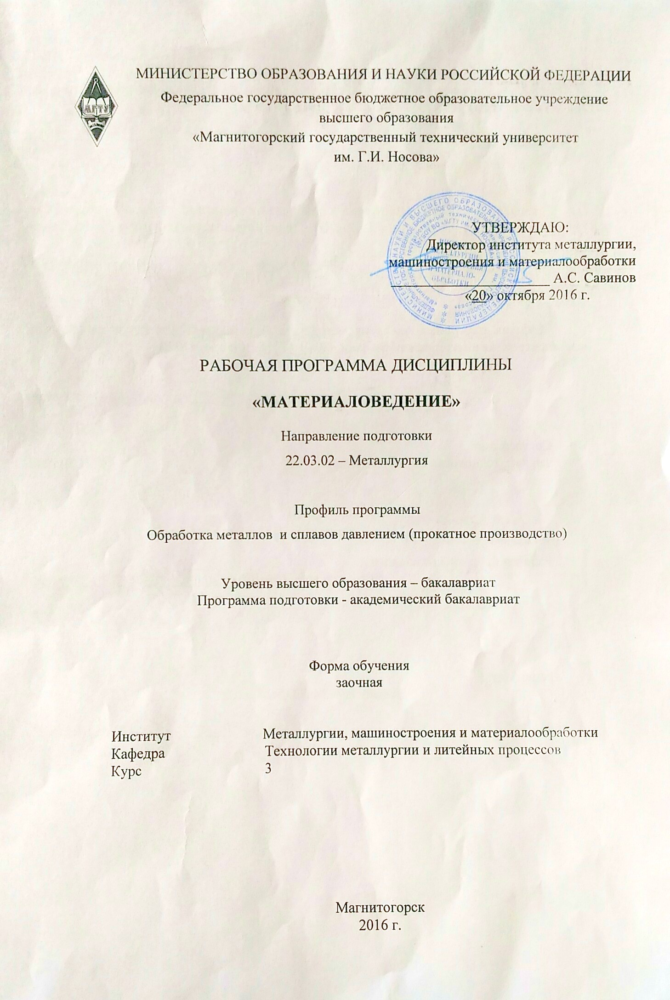 МИНИСТЕРСТВО ОБРАЗОВАНИЯ И НАУКИ РОССИЙСКОЙ ФЕДЕРАЦИИ
Федеральное государственное бюджетное образовательное учреждение
высшего образования
«Магнитогорский государственный технический университет
им. Г.И. Носова»
МГТУ
УТВЕРЖДАЮ:
Директор института металлургии,
машиностроения и материалообработки
А.С. Савинов
«20» октября 2016 г.
РАБОЧАЯ ПРОГРАММА ДИСЦИПЛИНЫ
«МАТЕРИАЛОВЕДЕНИЕ»
Направление подготовки
22.03.02 – Металлургия
Профиль программы
Обработка металлов и сплавов давлением (прокатное производство)
Уровень высшего образования – бакалавриат
Программа подготовки - академический бакалавриат
Форма обучения
заочная
Институт Металлургии, машиностроения и материалообработки
Кафедра Технологии металлургии и литейных процессов
Курс 3
Магнитогорск
2016 г.